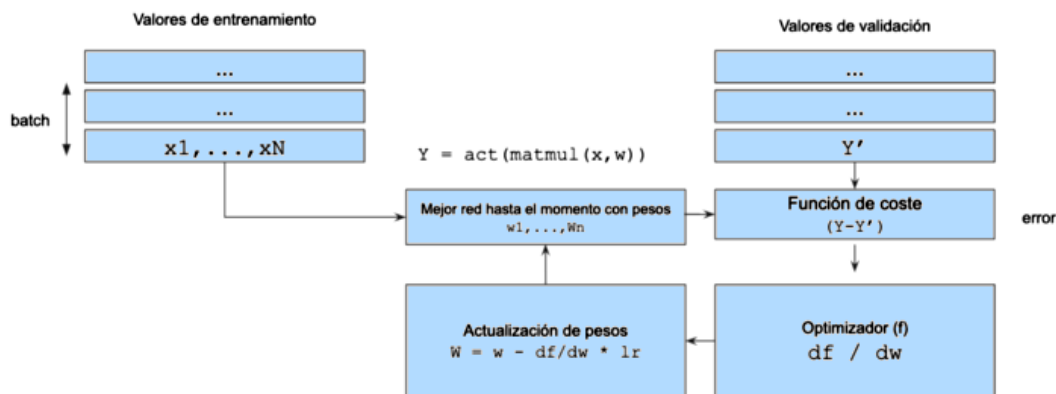 Valores de entrenamiento
Valores de validación
...
...
batch
...
...
x1,...,xN
Y'
Y = act(matmul(x,w))
Mejor red hasta el momento con pesos
w1,...,Wn
Función de coste
(Y-Y')
error
Actualización de pesos
W = w - df/dw * lr
Optimizador (f)
df / dw